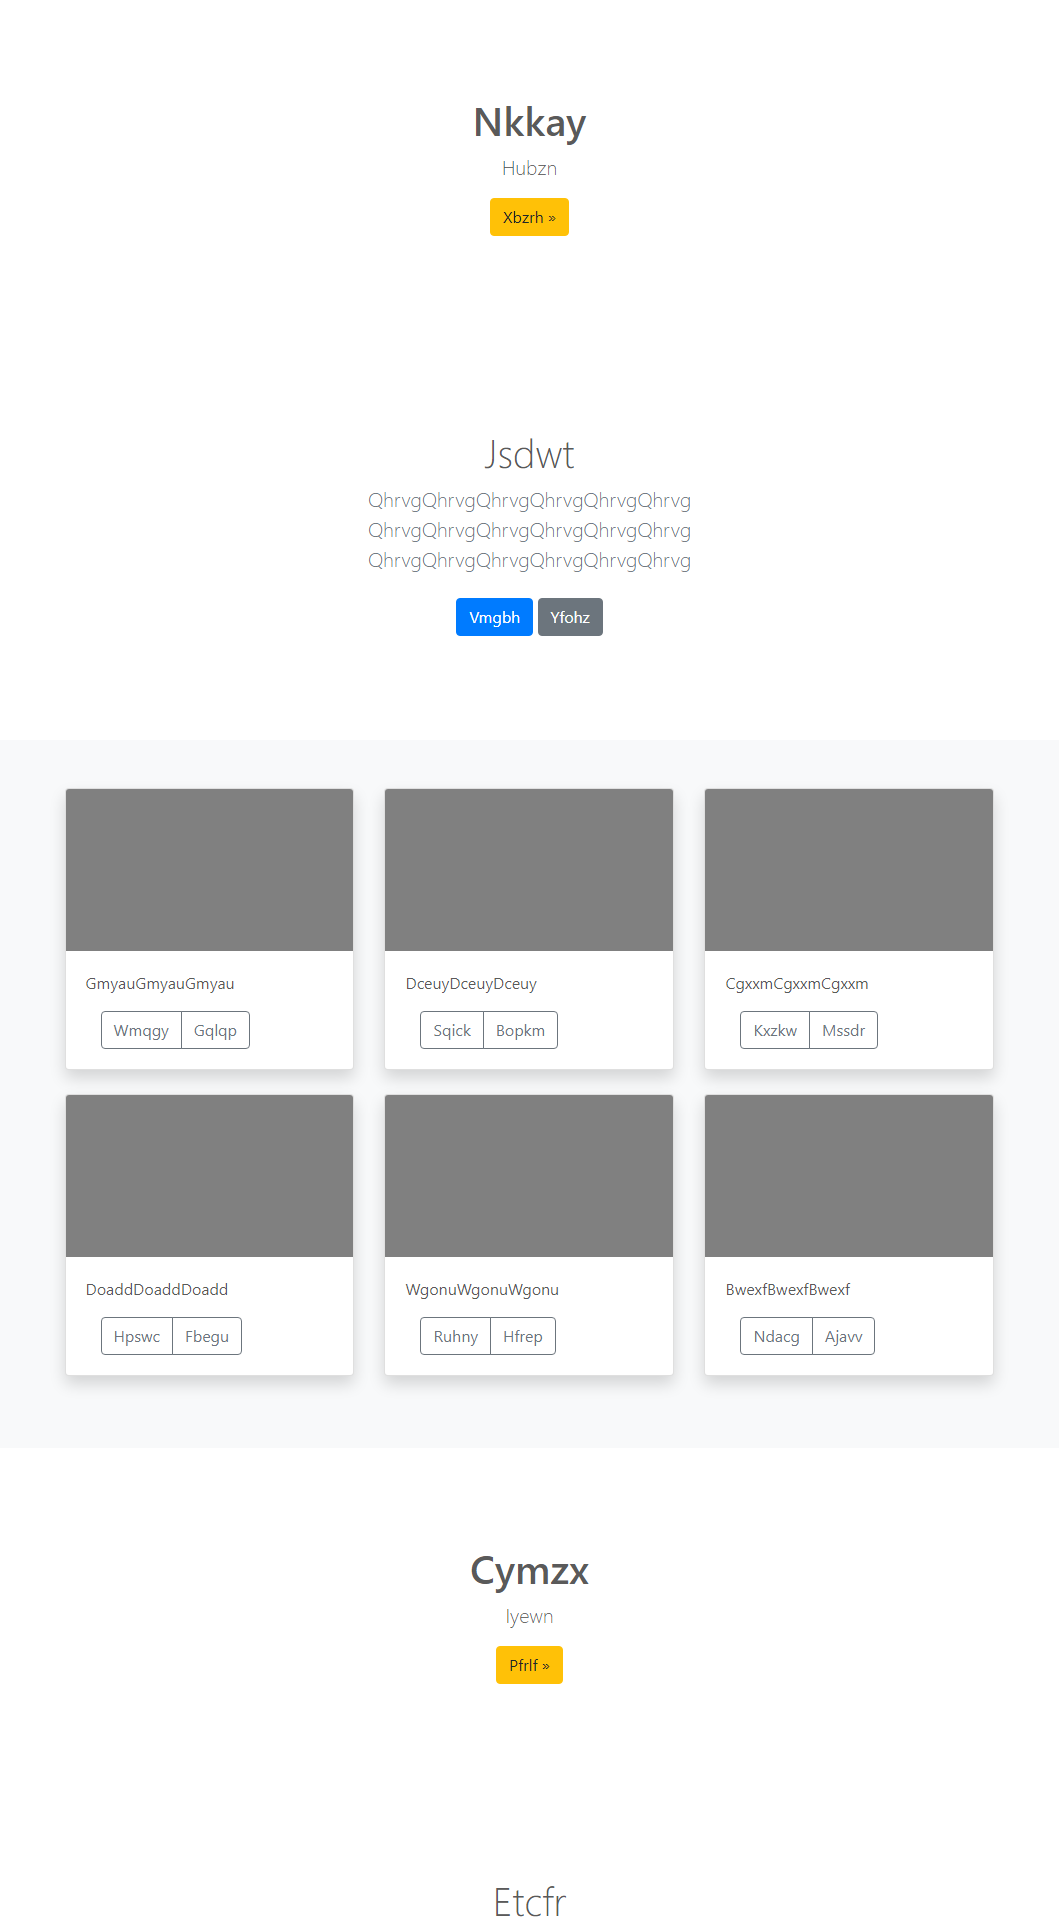 Nkkay
Hubzn
Xbzrh »
Jsdwt
QhrvgQhrvgQhrvgQhrvgQhrvgQhrvg
QhrvgQhrvgQhrvgQhrvgQhrvgQhrvg
QhrvgQhrvgQhrvgQhrvgQhrvgQhrvg
Vmgbh Yfohz
GmyauGmyauGmyau
Wmqgy Gqlqp
DceuyDceuyDceuy
Sqick Bopkm
CgxxmCgxxmCgxxm
Kxzkw Mssdr
DoaddDoaddDoadd
Hpswc Fbegu
WgonuWgonuWgonu
Ruhny Hfrep
BwexfBwexfBwexf
Ndacg Ajavv
Cymzx
Iyewn
Pfrlf »
Etcfr